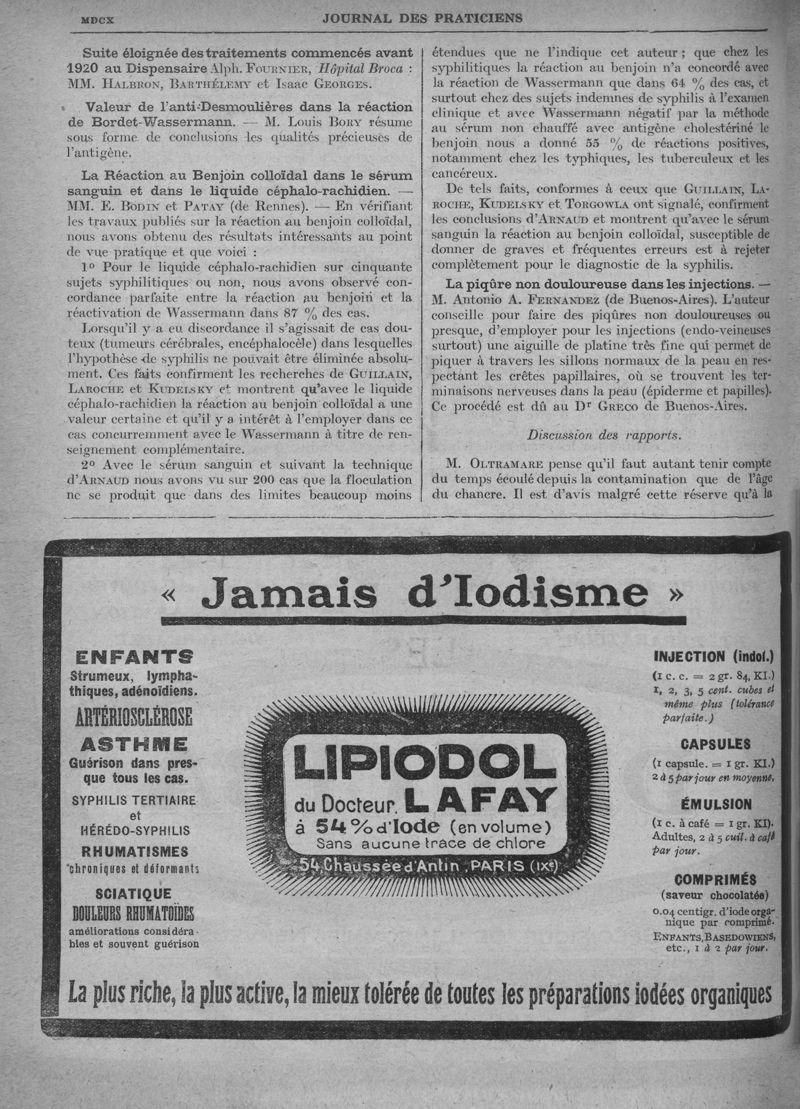 MDCX
JOURNAL DES PRATICIENS
Suite éloignée des traitements commencés avant
1920 au Dispensaire Alph. FOURNIER, Hôpital Broca :
MM. HALBRON, BARTHÉLEMY et Isaac GEORGES.
Valeur de l'anti-Desmoulières dans la réaction
de Bordet-Wassermann. — M. Louis BORY résume
sous forme de conclusions les qualités précieuses de
l'antigène.
La Réaction au Benjoin colloïdal dans le sérum
sanguin et dans le liquide céphalo-rachidien. —
MM. E. BODIN et PATAY (de Rennes). — En vérifiant
les travaux publiés sur la réaction au benjoin colloïdal,
nous avons obtenu des résultats intéressants au point
de vue pratique et que voici :
1º Pour le liquide céphalo-rachidien sur cinquante
sujets syphilitiques ou non, nous avons observé con-
cordance parfaite entre la réaction au benjoin et la
réactivation de Wassermann dans 87 % des cas.
Lorsqu'il y a eu discordance il s'agissait de cas dou-
teux (tumeurs cérébrales, encéphalocèle) dans lesquelles
l'hypothèse de syphilis ne pouvait être éliminée absolu-
ment. Ces faits confirment les recherches de GUILLAIN,
LAROCHE et KUDELSKY et montrent qu'avec le liquide
céphalo-rachidien la réaction au benjoin colloïdal a une
valeur certaine et qu'il y a intérêt à l'employer dans ce
cas concurremment avec le Wassermann à titre de ren-
seignement complémentaire.
2º Avec le sérum sanguin et suivant la technique
d'ARNAUD nous avons vu sur 200 cas que la floculation
ne se produit que dans des limites beaucoup moins
étendues que ne l'indique cet auteur ; que chez les
syphilitiques la réaction au benjoin n'a concordé avec
la réaction de Wassermann que dans 64 % des cas, et
surtout chez des sujets indemnes de syphilis à l'examen
clinique et avec Wassermann négatif par la méthode
au sérum non chauffé avec antigène cholestériné le
benjoin nous a donné 55 % de réactions positives,
notamment chez les typhiques, les tuberculeux et les
cancéreux.
De tels faits, conformes à ceux que GUILLAIN, LA-
ROCHE, KUDELSKY et TORGOWLA ont signalé, confirment
les conclusions d'ARNAUD et montrent qu'avec le sérum
sanguin la réaction au benjoin colloïdal, susceptible de
donner de graves et fréquentes erreurs est à rejeter
complètement pour le diagnostic de la syphilis.
La piqûre non douloureuse dans les injections. —
M. Antonio A. FERNANDEZ (de Buenos-Aires). L'auteur
conseille pour faire des piqûres non douloureuses ou
presque, d'employer pour les injections (endo-veineuses
surtout) une aiguille de platine très fine qui permet de
piquer à travers les sillons normaux de la peau en res-
pectant les crêtes papillaires, où se trouvent les ter-
minaisons nerveuses dans la peau (épiderme et papilles).
Ce procédé est dû au Dr GRECO de Buenos-Aires.
Discussion des rapports.
M. OLTRAMARE pense qu'il faut autant tenir compte
du temps écoulé depuis la contamination que de l'âge
du chancre. Il est d'avis malgré cette réserve qu'à la
« Jamais d'Iodisme »
ENFANTS
Strumeux, lympha-
thiques, adénoïdiens.
ARTÉRIOSCLÉROSE
ASTHME
Guérison dans pres-
que tous les cas.
SYPHILIS TERTIAIRE
et
HÉRÉDO-SYPHILIS
RHUMATISMES
chroniques et déformants
SCIATIQUE
DOULEURS RHUMATOÏDES
améliorations considéra-
bles et souvent guérison
LIPIODOL
du Docteur. LAFAY
à 54% d'Iode (en volume)
Sans aucune trace de chlore
54, Chaussée d'Antin, PARIS (IXe)
INJECTION (indol.)
(1 c. c. = 2 gr. 84, KI.)
1, 2, 3, 5 cent. cubes et
même plus (tolérance
parfaite.)
CAPSULES
(1 capsule. = 1 gr. KI.)
2 à 5 par jour en moyenne.
ÉMULSION
(1 c. à café = 1 gr. KI).
Adultes, 2 à 5 cuil. à café
par jour.
COMPRIMÉS
(saveur chocolatée)
0.04 centigr. d'iode orga-
nique par comprimé.
ENFANTS, BASEDOWIENS,
etc., 1 à 2 par jour.
La plus riche, la plus active, la mieux tolérée de toutes les préparations iodées organiques